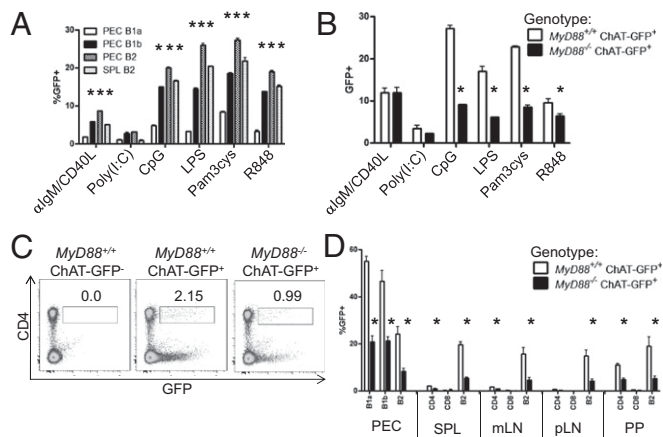 A
PEC B1a
PEC B1b
PEC B2
SPL B2
%GFP+
30
20
10
0
*** *** *** *** ***
αIgM/CD40L
Poly(I:C)
CpG
LPS
Pam3cys
R848
B
Genotype:
MyD88+/+ ChAT-GFP+
MyD88-/- ChAT-GFP+
GFP+
30
20
10
0
* * * *
αIgM/CD40L
Poly(I:C)
CpG
LPS
Pam3cys
R848
C
MyD88+/+ MyD88+/+ MyD88-/-
ChAT-GFP- ChAT-GFP+ ChAT-GFP+
0.0 2.15 0.99
CD4
GFP
D
Genotype:
MyD88+/+ ChAT-GFP+
MyD88-/- ChAT-GFP+
%GFP+
60
40
20
0
* * * * * * * * * *
B1a B1b B2 CD4 CD8 B2 CD4 CD8 B2 CD4 CD8 B2 CD4 CD8 B2
PEC SPL mLN pLN PP